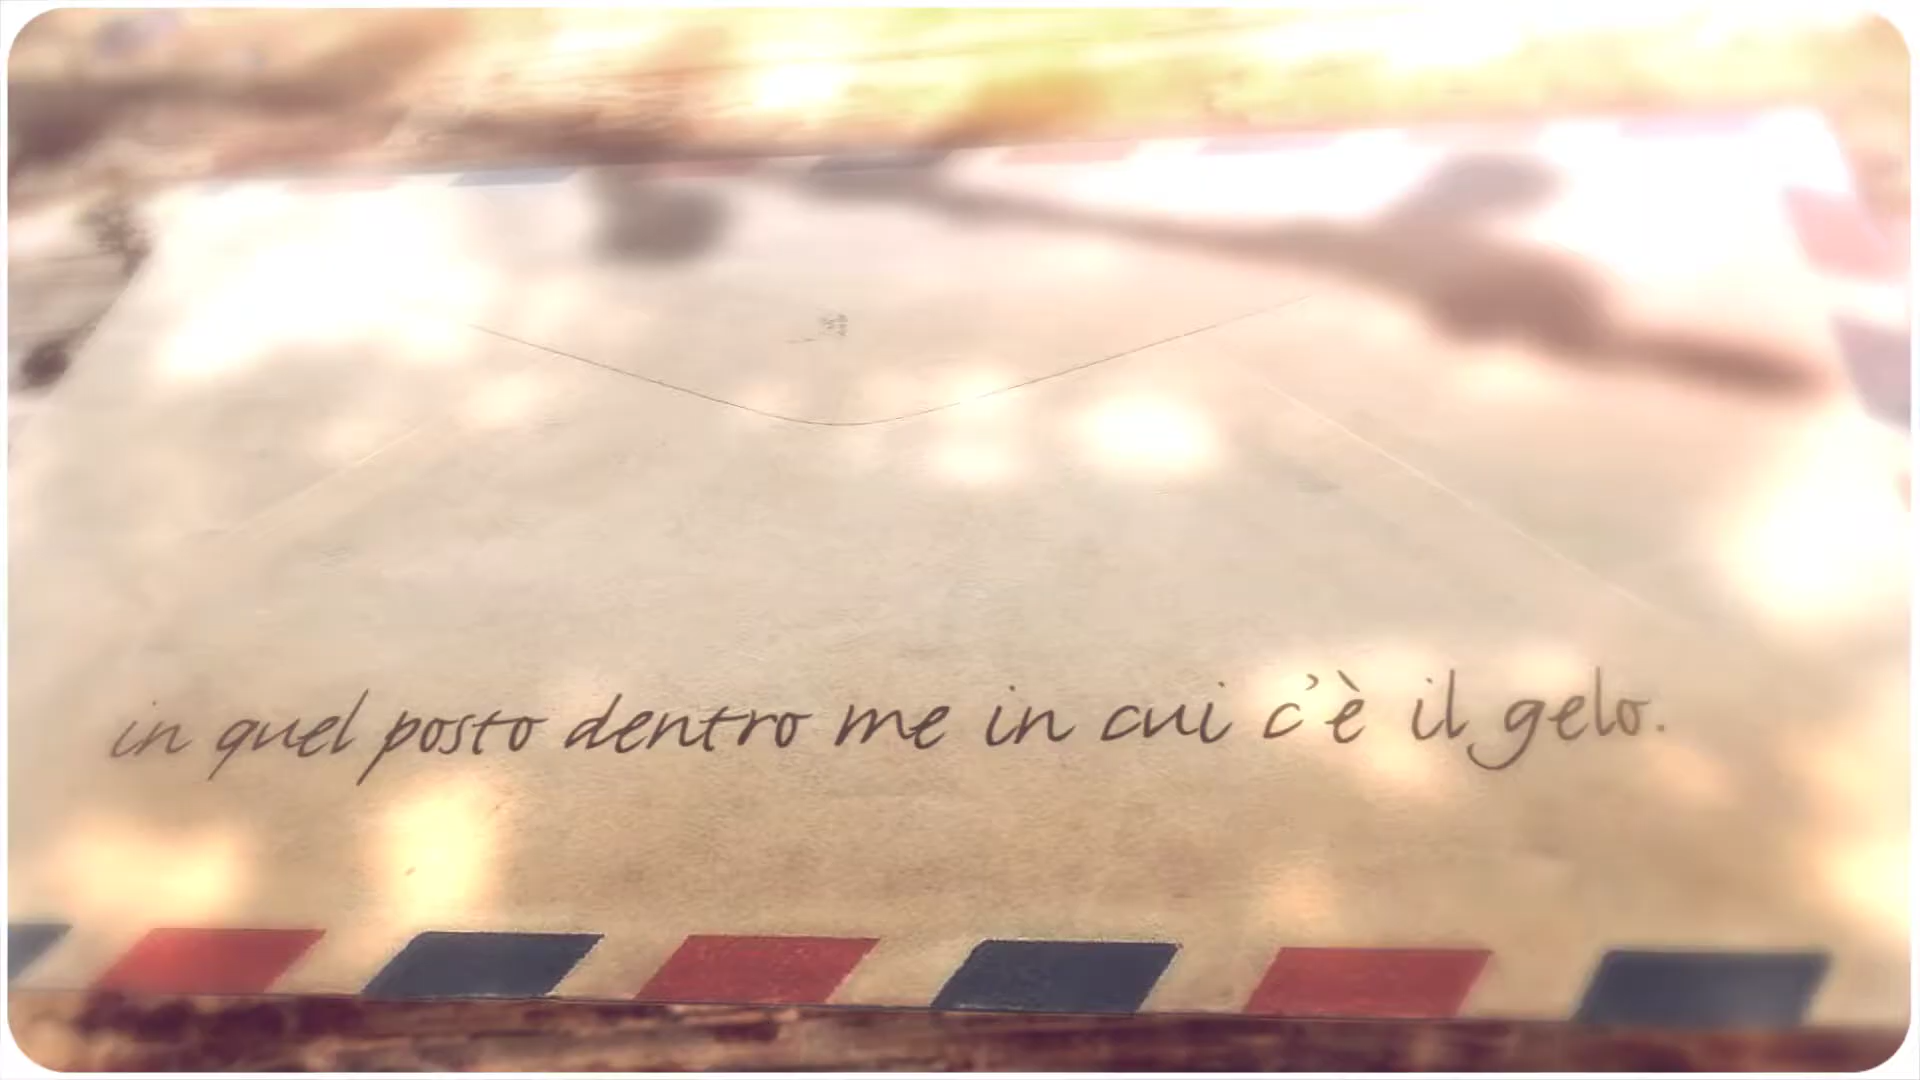 in quel posto dentro me in cui c'è il gelo.